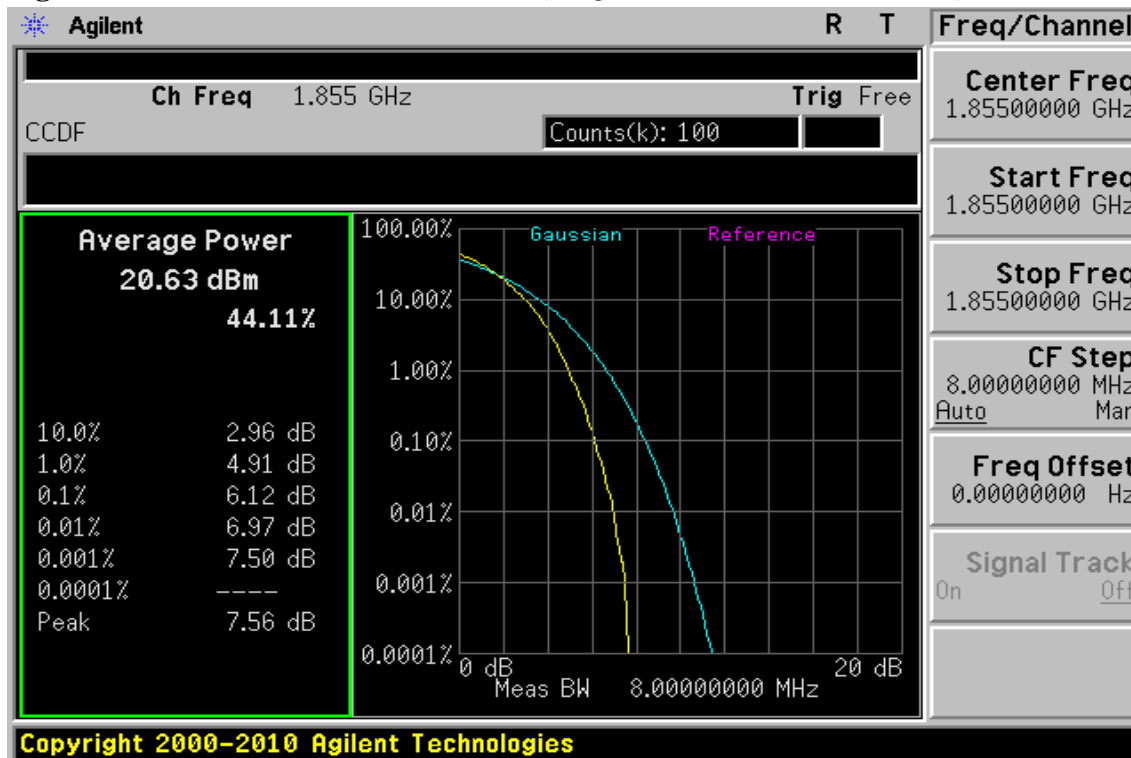 Agilent R T
Ch Freq 1.855 GHz Trig Free
CCDF Counts(k): 100
Average Power
20.63 dBm
44.11%
10.0% 2.96 dB
1.0% 4.91 dB
0.1% 6.12 dB
0.01% 6.97 dB
0.001% 7.50 dB
0.0001% ----
Peak 7.56 dB
Gaussian Reference
100.00%
10.00%
1.00%
0.10%
0.01%
0.001%
0.0001%
0 dB 20 dB
Meas BW 8.00000000 MHz
Freq/Channel
Center Freq
1.85500000 GHz
Start Freq
1.85500000 GHz
Stop Freq
1.85500000 GHz
CF Step
8.00000000 MHz
Auto Man
Freq Offset
0.00000000 Hz
Signal Track
On Off
Copyright 2000-2010 Agilent Technologies